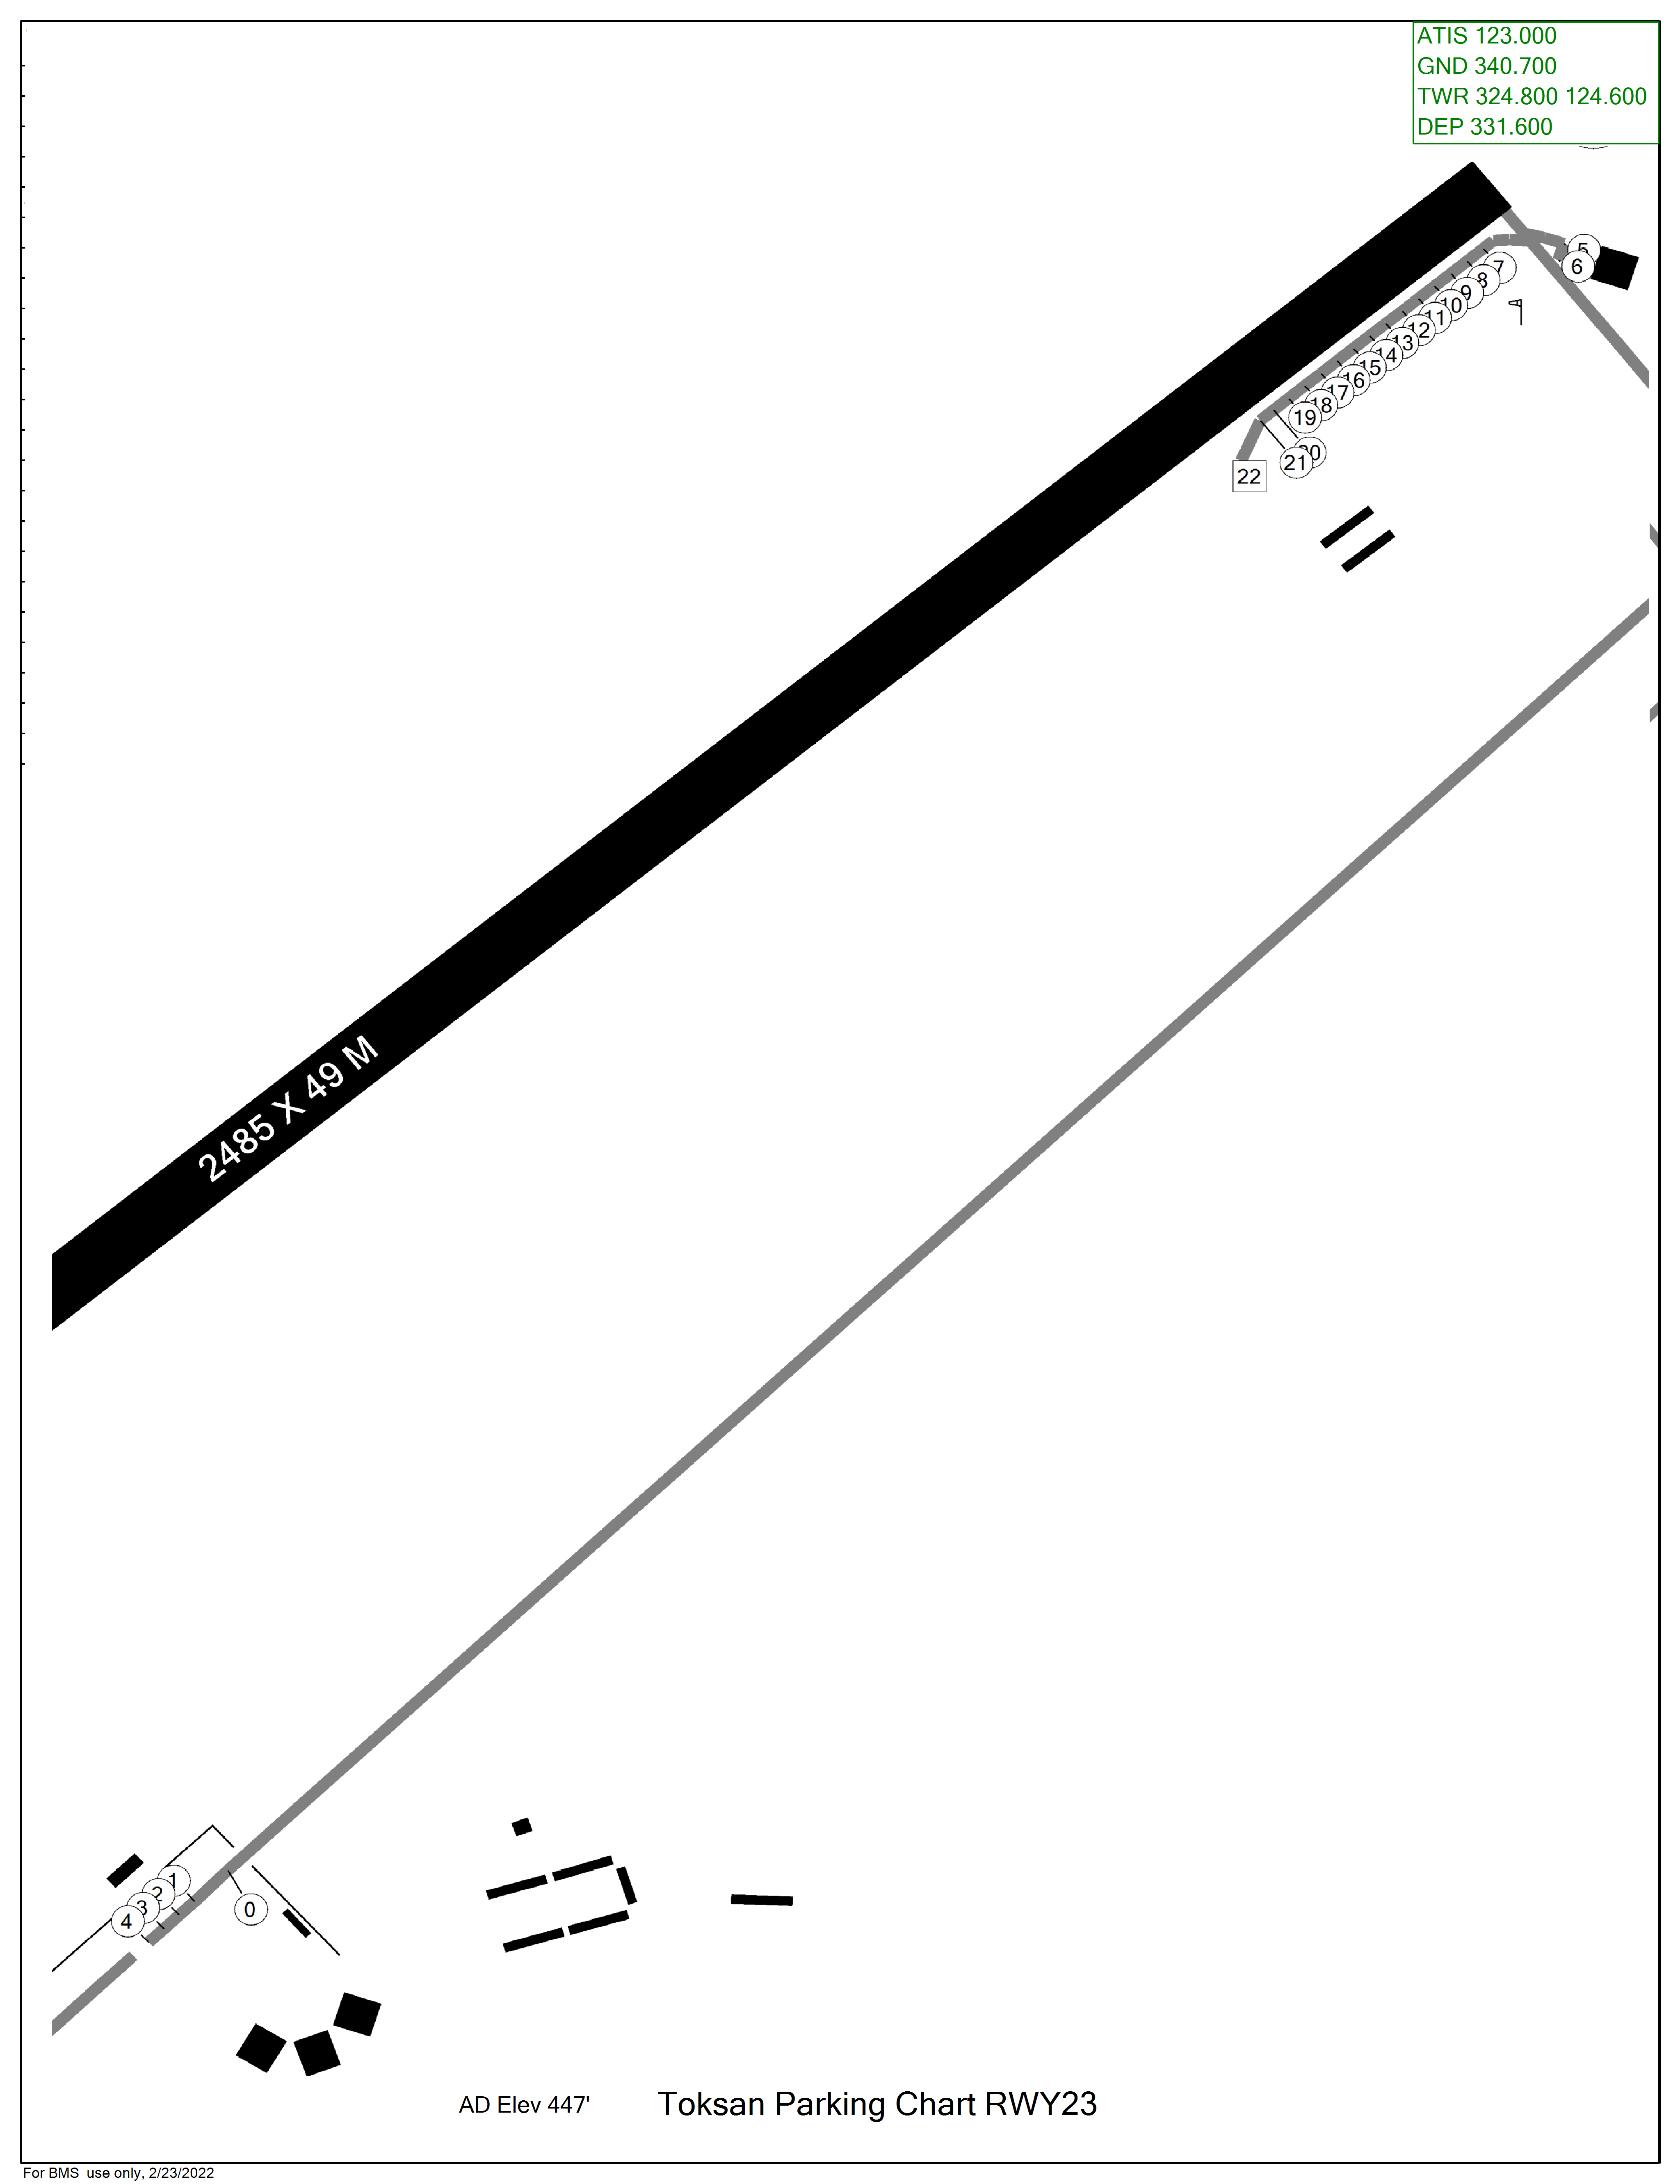 ATIS 123.000
GND 340.700
TWR 324.800 124.600
DEP 331.600
5
6
7
8
9
10
11
12
13
14
15
16
17
18
19
21
22
2485 X 49 M
1
2
3
4
0
AD Elev 447'
Toksan Parking Chart RWY23
For BMS use only, 2/23/2022